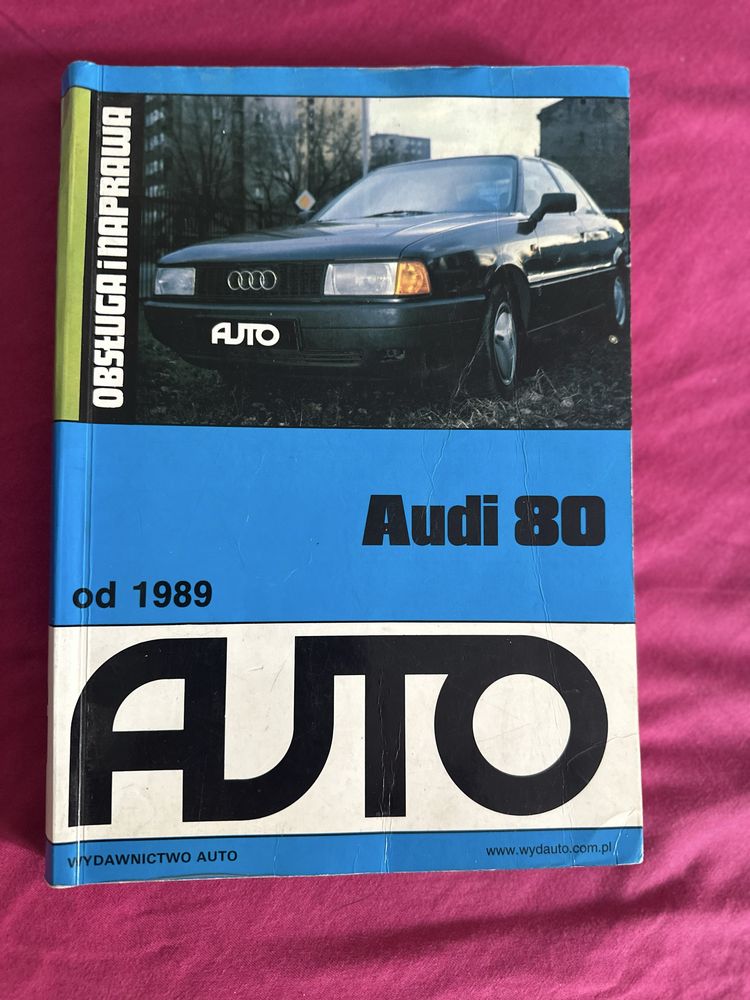 OBSŁUGA i NAPRAWA
AUTO
Audi 80
od 1989
AUTO
WYDAWNICTWO AUTO
www.wydauto.com.pl